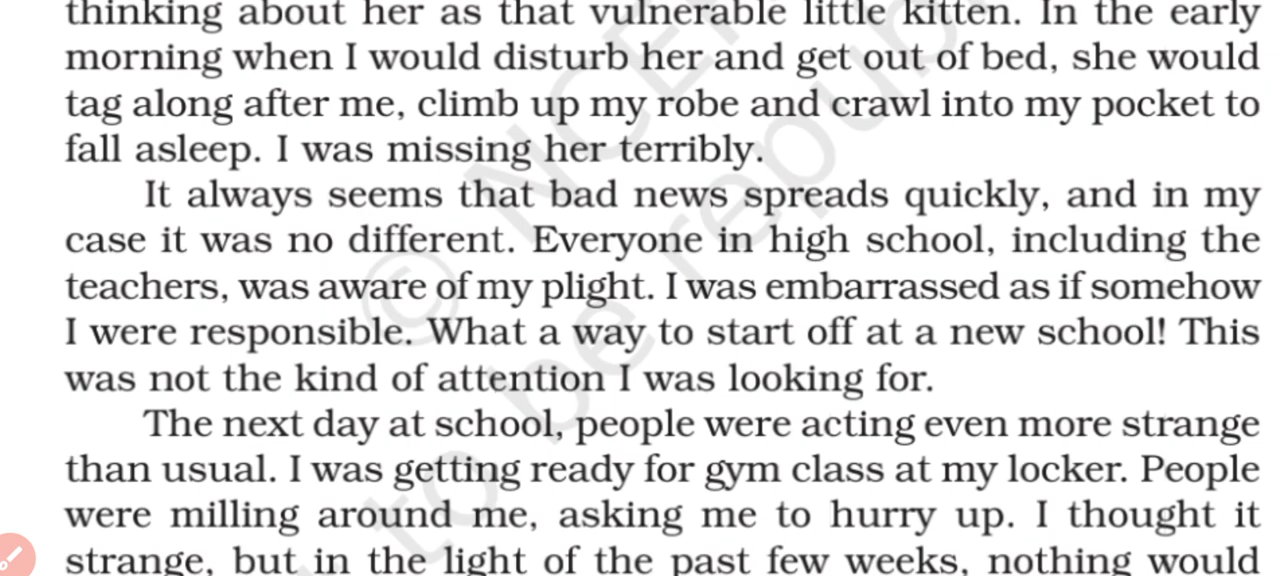 thinking about her as that vulnerable little kitten. In the early
morning when I would disturb her and get out of bed, she would
tag along after me, climb up my robe and crawl into my pocket to
fall asleep. I was missing her terribly.
It always seems that bad news spreads quickly, and in my
case it was no different. Everyone in high school, including the
teachers, was aware of my plight. I was embarrassed as if somehow
I were responsible. What a way to start off at a new school! This
was not the kind of attention I was looking for.
The next day at school, people were acting even more strange
than usual. I was getting ready for gym class at my locker. People
were milling around me, asking me to hurry up. I thought it
strange, but in the light of the past few weeks, nothing would
© NCE
to be repub